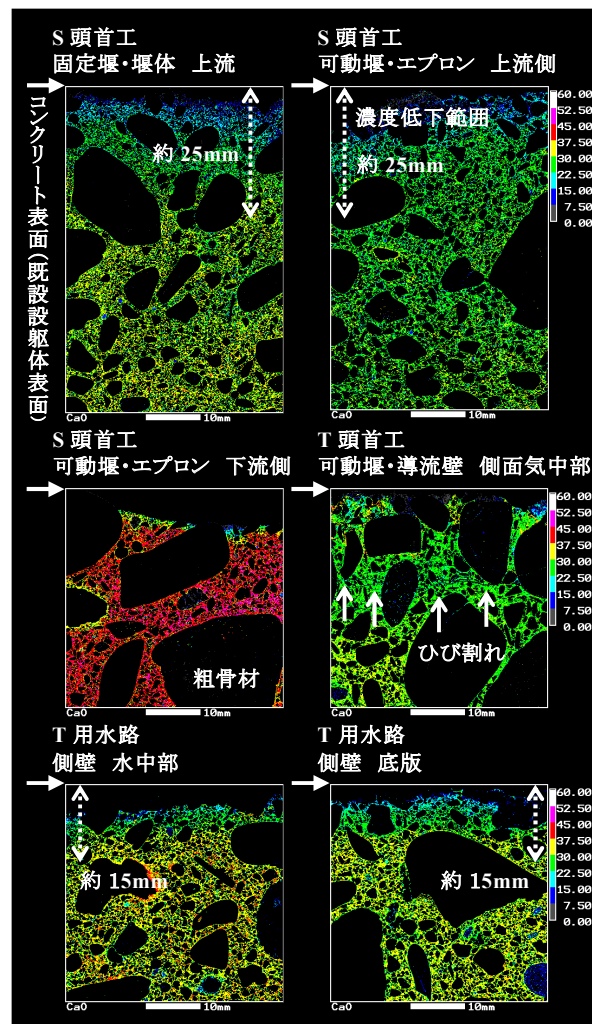 S 頭首工
固定堰・堰体 上流
S 頭首工
可動堰・エプロン 上流側
コンクリート表面(既設設躯体表面)
約 25mm
濃度低下範囲
約 25mm
60.00
52.50
45.00
37.50
30.00
22.50
15.00
7.50
0.00
CaO 10mm
CaO 10mm
S 頭首工
可動堰・エプロン 下流側
T 頭首工
可動堰・導流壁 側面気中部
60.00
52.50
45.00
37.50
30.00
22.50
15.00
7.50
0.00
粗骨材
ひび割れ
CaO 10mm
CaO 10mm
T 用水路
側壁 水中部
T 用水路
側壁 底版
60.00
52.50
45.00
37.50
30.00
22.50
15.00
7.50
0.00
約 15mm
約 15mm
CaO 10mm
CaO 10mm